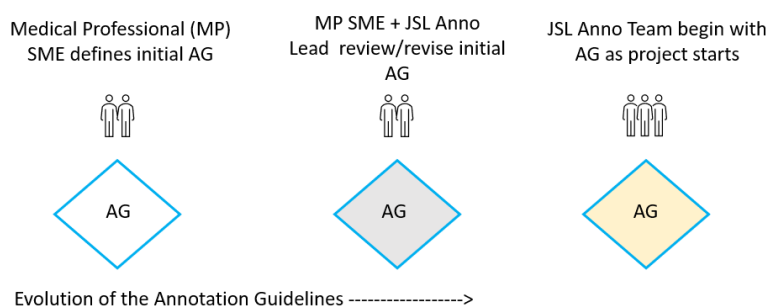 Medical Professional (MP)
SME defines initial AG
MP SME + JSL Anno
Lead review/revise initial
AG
JSL Anno Team begin with
AG as project starts
AG
AG
AG
Evolution of the Annotation Guidelines ------------------>